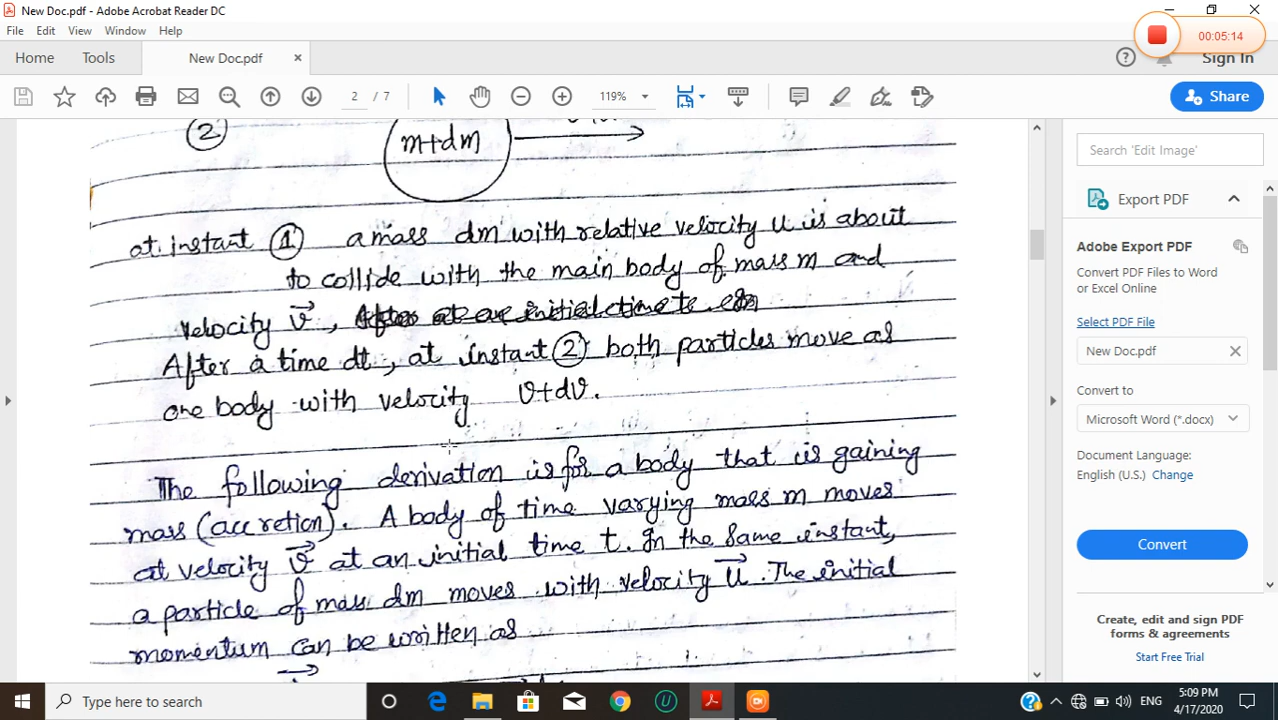 New Doc.pdf - Adobe Acrobat Reader DC
File Edit View Window Help
00:05:14
Home Tools New Doc.pdf × Sign In
2 / 7 119% Share
2 m+dm
at instant 1 a mass dm with relative velocity u is about
to collide with the main body of mass m and
velocity v⃗,
After a time dt, at instant 2 both particles move as
one body with velocity v+dv.
The following derivation is for a body that is gaining
mass (accretion). A body of time varying mass m moves
at velocity v⃗ at an initial time t. In the same instant,
a particle of mass dm moves with velocity u⃗. The initial
momentum can be written as
Search 'Edit Image'
Export PDF
Adobe Export PDF
Convert PDF Files to Word
or Excel Online
Select PDF File
New Doc.pdf ×
Convert to
Microsoft Word (*.docx)
Document Language:
English (U.S.) Change
Convert
Create, edit and sign PDF
forms & agreements
Start Free Trial
Type here to search
ENG
5:09 PM
4/17/2020